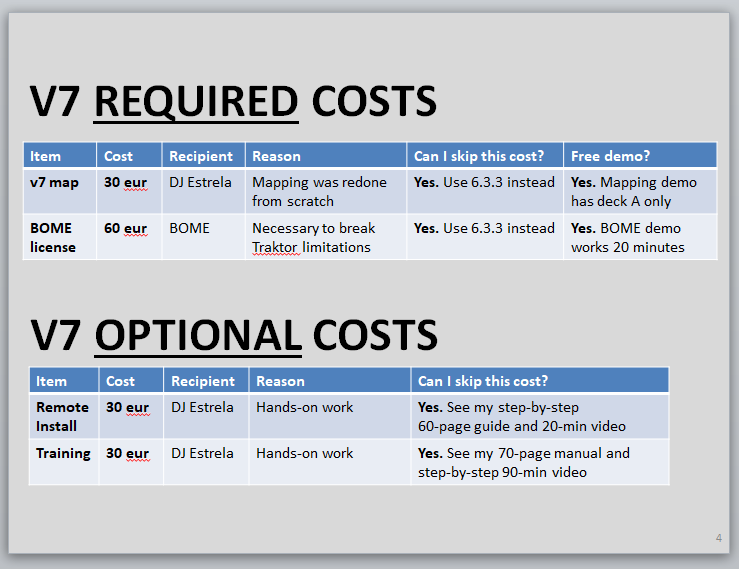 V7 REQUIRED COSTS
Item Cost Recipient Reason Can I skip this cost? Free demo?
v7 map 30 eur DJ Estrela Mapping was redone from scratch Yes. Use 6.3.3 instead Yes. Mapping demo has deck A only
BOME license 60 eur BOME Necessary to break Traktor limitations Yes. Use 6.3.3 instead Yes. BOME demo works 20 minutes
V7 OPTIONAL COSTS
Item Cost Recipient Reason Can I skip this cost?
Remote Install 30 eur DJ Estrela Hands-on work Yes. See my step-by-step 60-page guide and 20-min video
Training 30 eur DJ Estrela Hands-on work Yes. See my 70-page manual and step-by-step 90-min video
4